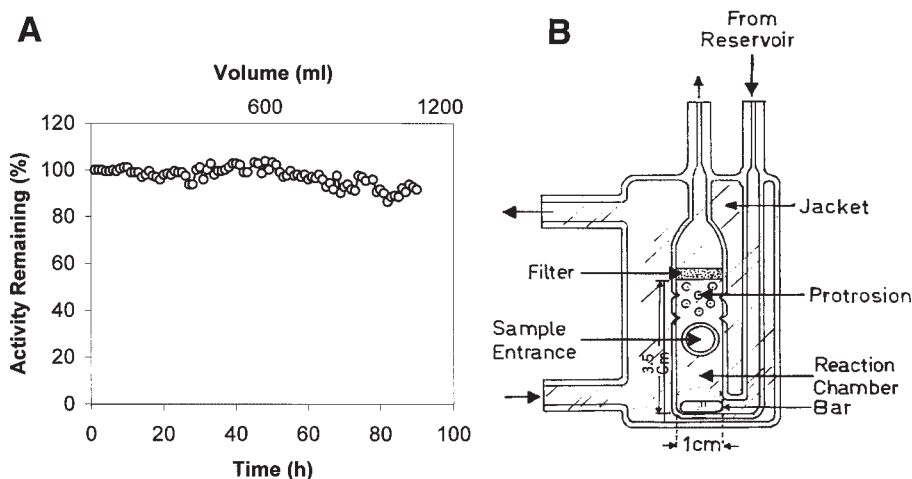 A
Volume (ml)
600
1200
120
100
80
60
40
20
0
Activity Remaining (%)
0
20
40
60
80
100
Time (h)
B
From
Reservoir
Jacket
Filter
Protrosion
Sample
Entrance
3.5
Cm
Reaction
Chamber
Bar
1cm